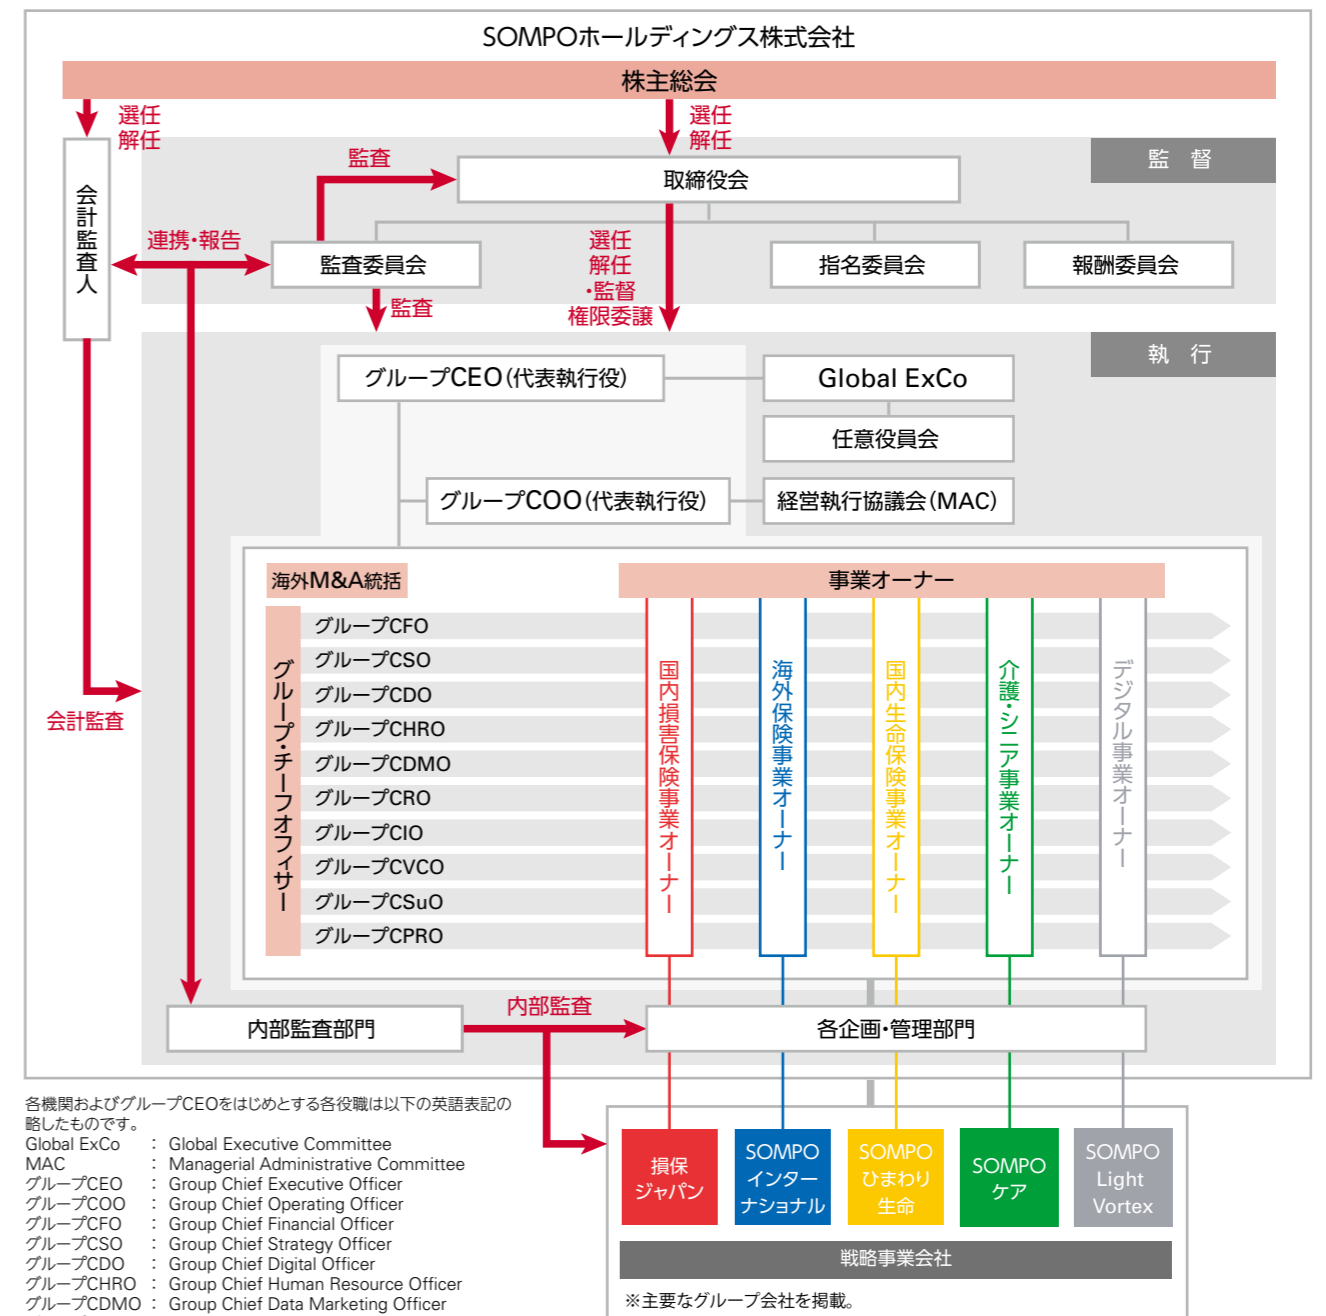 SOMPOホールディングス株式会社
株主総会
選任
解任
選任
解任
監 督
監査
取締役会
会計監査人
連携・報告
監査委員会
選任
解任
・監督
権限委譲
指名委員会
報酬委員会
監査
執 行
グループCEO（代表執行役）
Global ExCo
任意役員会
グループCOO（代表執行役）
経営執行協議会（MAC）
海外M&A統括
事業オーナー
グループ・チーフオフィサー
グループCFO
グループCSO
グループCDO
グループCHRO
グループCDMO
グループCRO
グループCIO
グループCVCO
グループCSuO
グループCPRO
国内損害保険事業オーナー
海外保険事業オーナー
国内生命保険事業オーナー
介護・シニア事業オーナー
デジタル事業オーナー
会計監査
内部監査部門
内部監査
各企画・管理部門
各機関およびグループCEOをはじめとする各役職は以下の英語表記の
略したものです。
Global ExCo ： Global Executive Committee
MAC ： Managerial Administrative Committee
グループCEO ： Group Chief Executive Officer
グループCOO ： Group Chief Operating Officer
グループCFO ： Group Chief Financial Officer
グループCSO ： Group Chief Strategy Officer
グループCDO ： Group Chief Digital Officer
グループCHRO ： Group Chief Human Resource Officer
グループCDMO ： Group Chief Data Marketing Officer
損保
ジャパン
SOMPO
インター
ナショナル
SOMPO
ひまわり
生命
SOMPO
ケア
SOMPO
Light
Vortex
戦略事業会社
※主要なグループ会社を掲載。